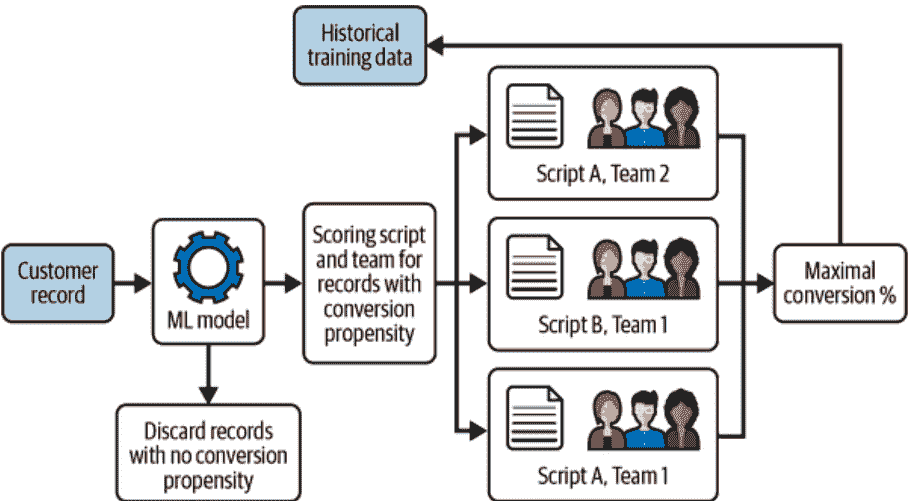 Historical
training data
Script A, Team 2
Customer
record
ML model
Scoring script
and team for
records with
conversion
propensity
Script B, Team 1
Maximal
conversion %
Discard records
with no conversion
propensity
Script A, Team 1